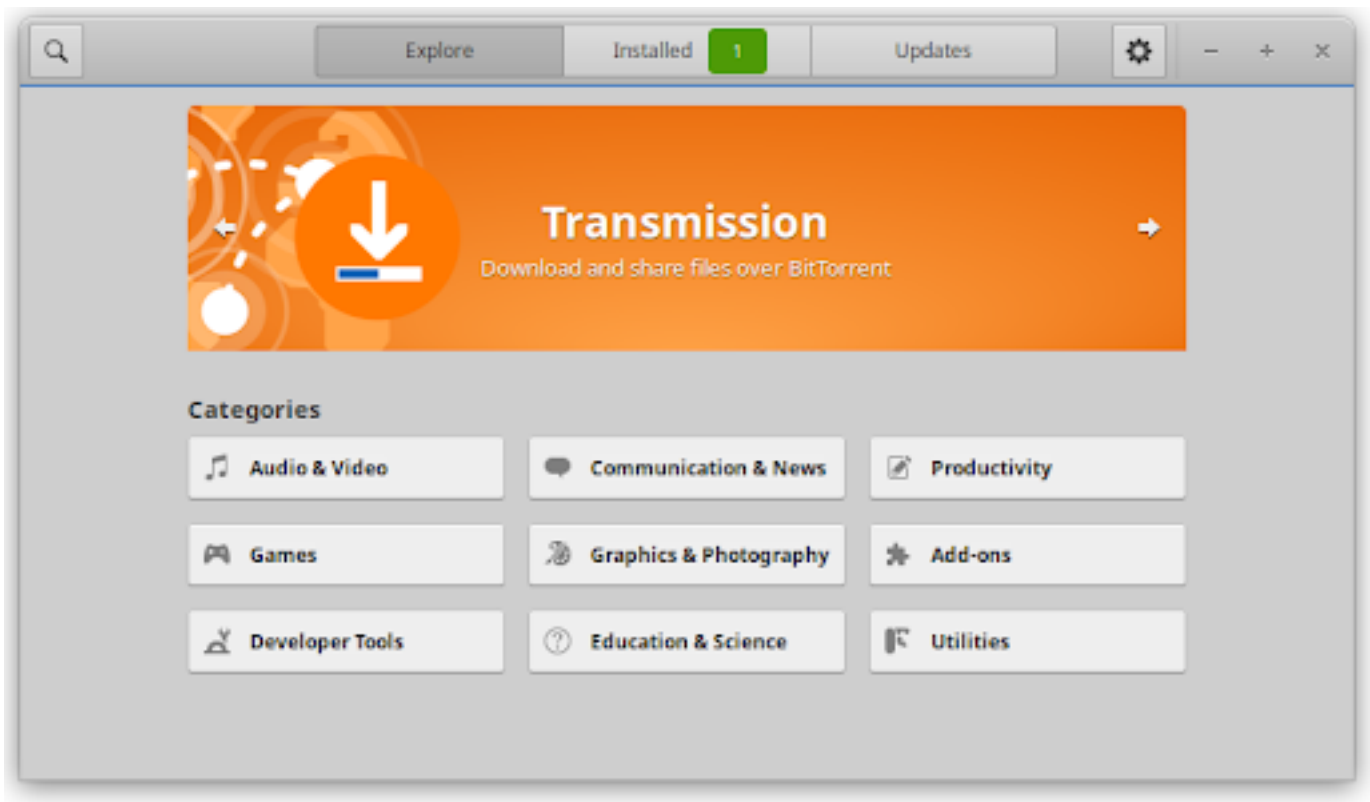 Explore
Installed 1
Updates
Transmission
Download and share files over BitTorrent
Categories
Audio & Video
Communication & News
Productivity
Games
Graphics & Photography
Add-ons
Developer Tools
Education & Science
Utilities